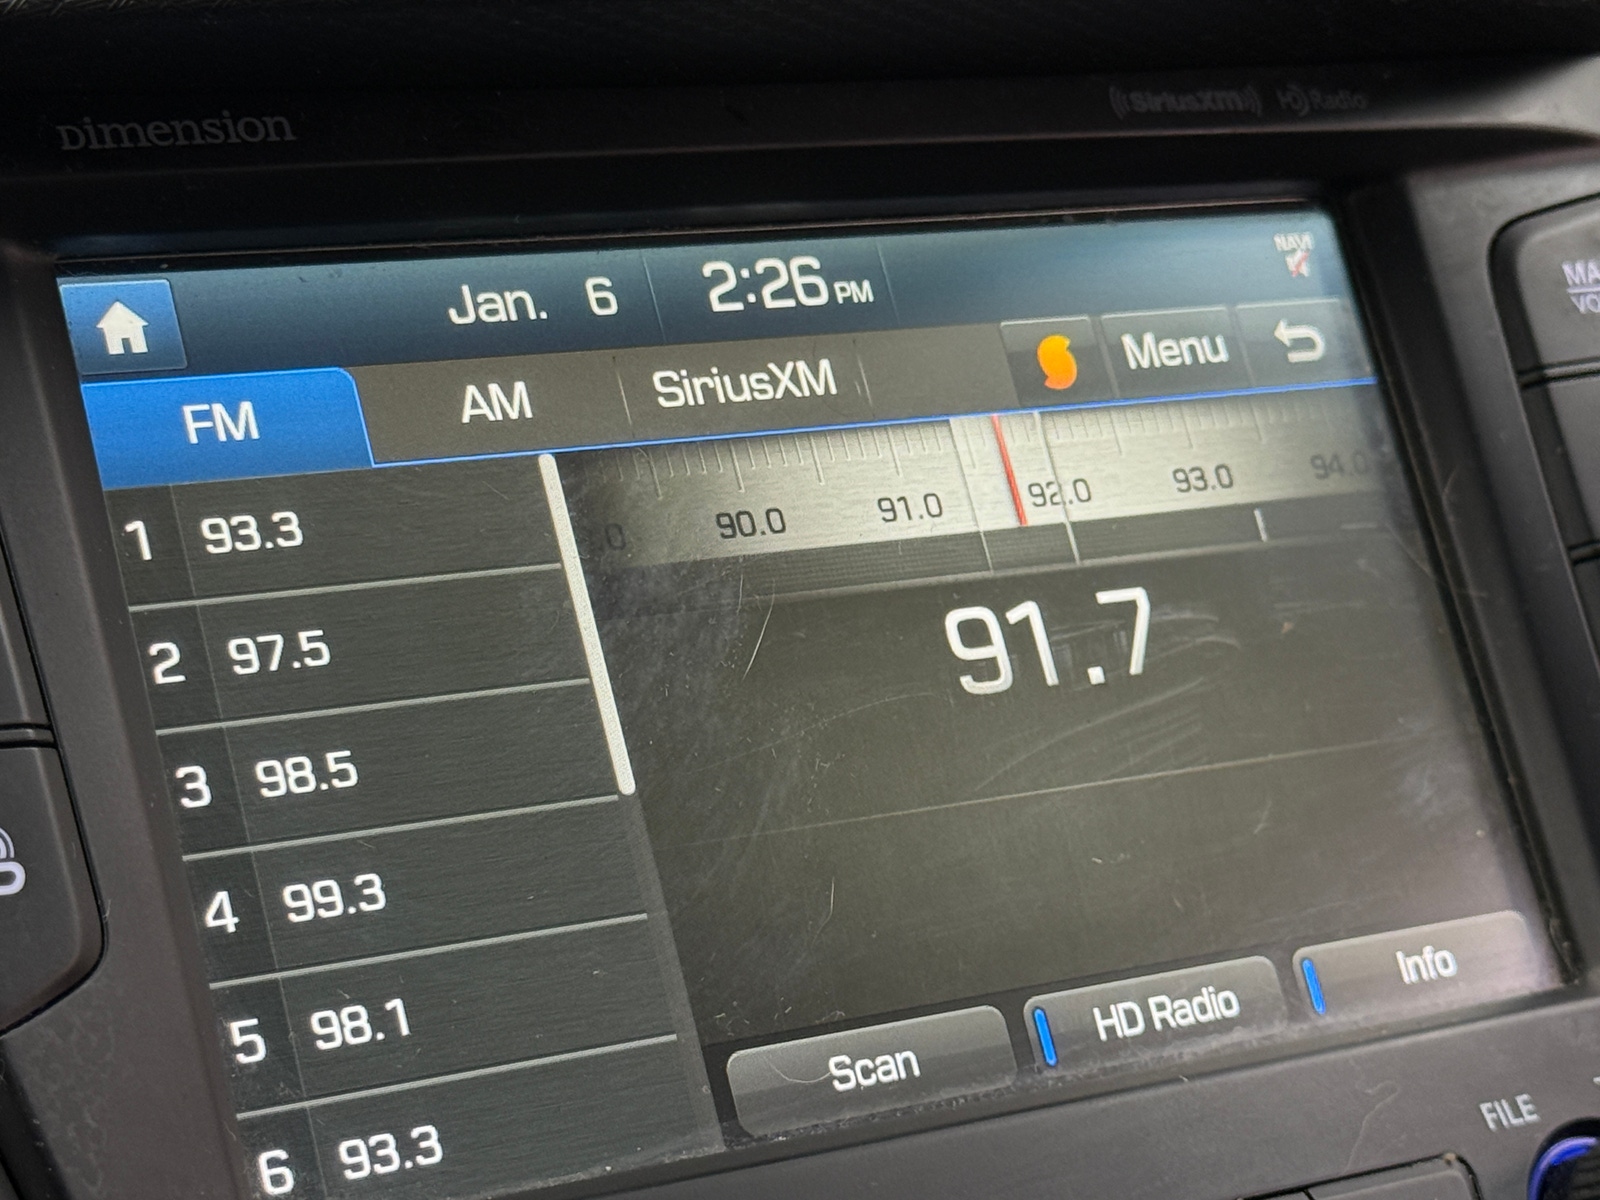 Dimension
SiriusXM HD Radio
Jan. 6 2:26 PM
NAVI
FM AM SiriusXM Menu
90.0 91.0 92.0 93.0 94.0
91.7
1 93.3
2 97.5
3 98.5
4 99.3
5 98.1
6 93.3
Scan HD Radio Info
FILE